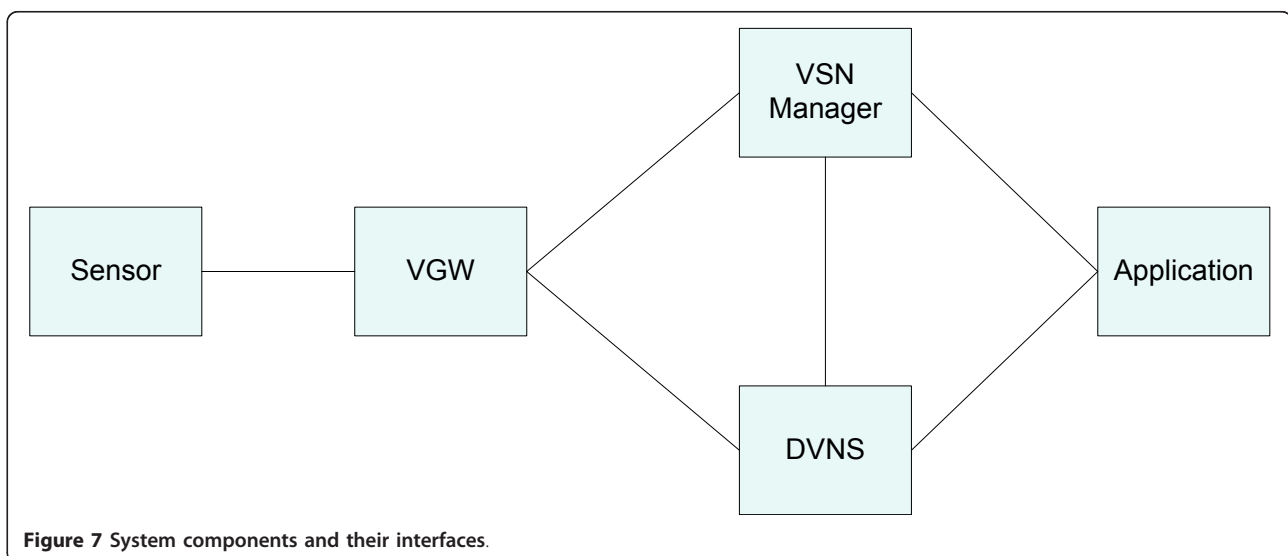 VSN
Manager
Sensor
VGW
Application
DVNS
Figure 7 System components and their interfaces.